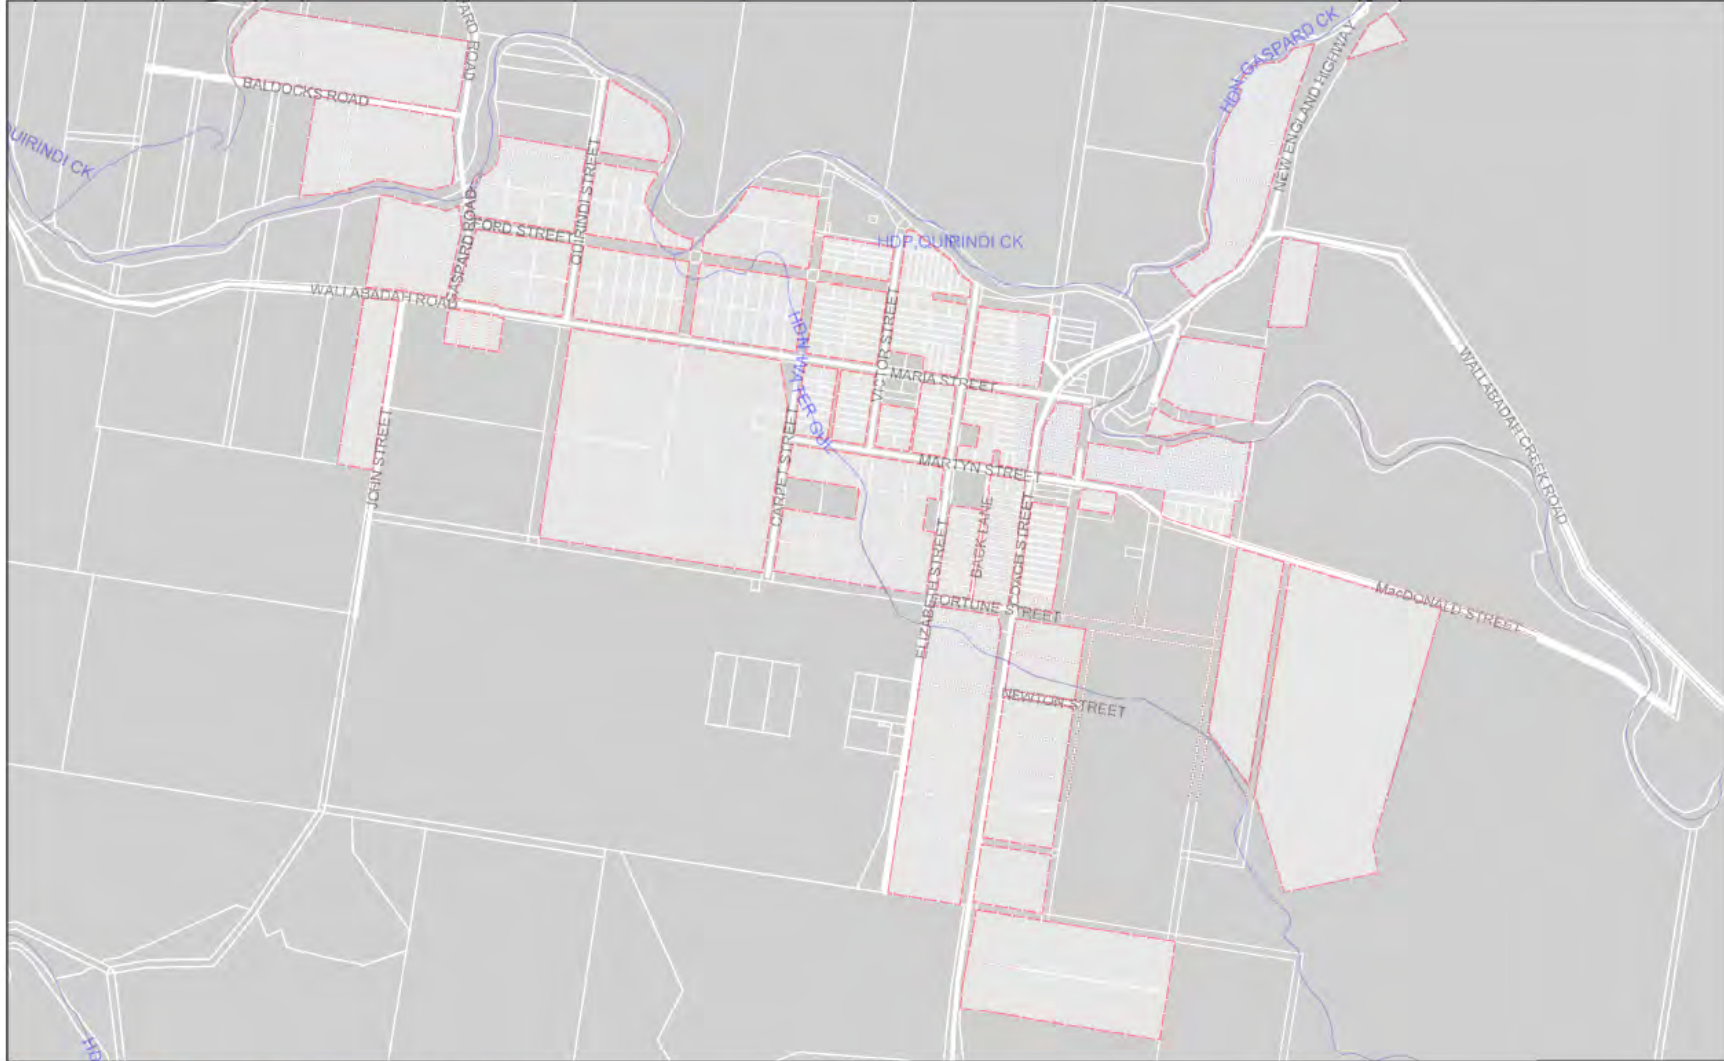 GASPARD CK
NEW ENGLAND HIGHWAY
ROAD
BALDOCKS ROAD
QUIRINDI CK
QUIRINDI STREET
GASPARD ROAD
FORD STREET
HDP,QUIRINDI CK
WALLABADAH ROAD
VICTOR STREET
MARIA STREET
WALLABADAH CREEK ROAD
JOHN STREET
CARPET STREET
MARTYN STREET
BACK LANE
COACH STREET
ELIZABETH STREET
FORTUNE STREET
MacDONALD STREET
NEWTON STREET